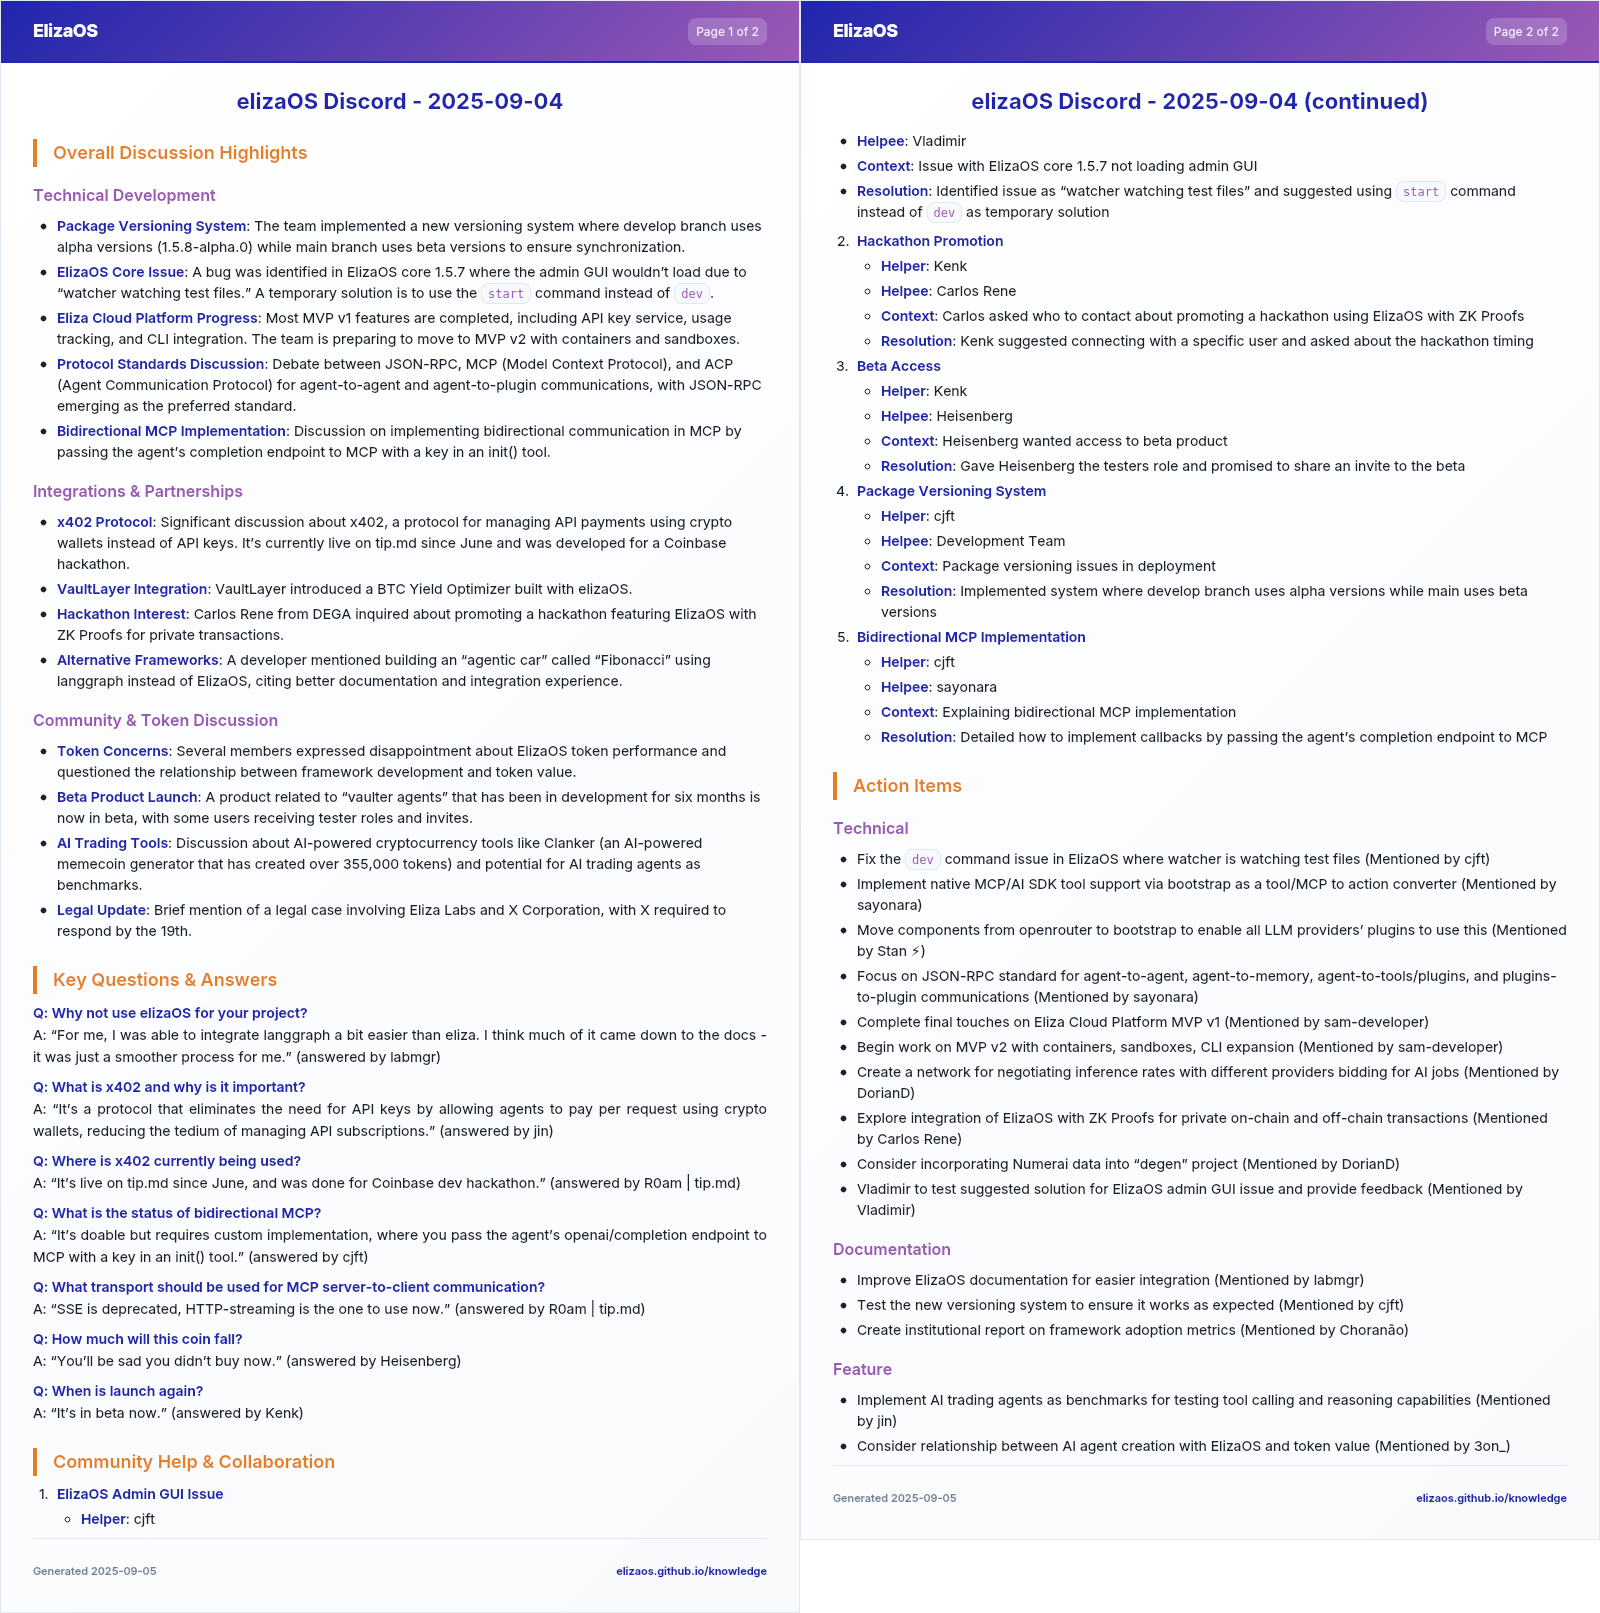 ElizaOS
Page 1 of 2
elizaOS Discord - 2025-09-04
Overall Discussion Highlights
Technical Development
• Package Versioning System: The team implemented a new versioning system where develop branch uses
alpha versions (1.5.8-alpha.0) while main branch uses beta versions to ensure synchronization.
• ElizaOS Core Issue: A bug was identified in ElizaOS core 1.5.7 where the admin GUI wouldn’t load due to
“watcher watching test files.” A temporary solution is to use the start command instead of dev.
• Eliza Cloud Platform Progress: Most MVP v1 features are completed, including API key service, usage
tracking, and CLI integration. The team is preparing to move to MVP v2 with containers and sandboxes.
• Protocol Standards Discussion: Debate between JSON-RPC, MCP (Model Context Protocol), and ACP
(Agent Communication Protocol) for agent-to-agent and agent-to-plugin communications, with JSON-RPC
emerging as the preferred standard.
• Bidirectional MCP Implementation: Discussion on implementing bidirectional communication in MCP by
passing the agent’s completion endpoint to MCP with a key in an init() tool.
Integrations & Partnerships
• x402 Protocol: Significant discussion about x402, a protocol for managing API payments using crypto
wallets instead of API keys. It’s currently live on tip.md since June and was developed for a Coinbase
hackathon.
• VaultLayer Integration: VaultLayer introduced a BTC Yield Optimizer built with elizaOS.
• Hackathon Interest: Carlos Rene from DEGA inquired about promoting a hackathon featuring ElizaOS with
ZK Proofs for private transactions.
• Alternative Frameworks: A developer mentioned building an “agentic car” called “Fibonacci” using
langgraph instead of ElizaOS, citing better documentation and integration experience.
Community & Token Discussion
• Token Concerns: Several members expressed disappointment about ElizaOS token performance and
questioned the relationship between framework development and token value.
• Beta Product Launch: A product related to “vaulter agents” that has been in development for six months is
now in beta, with some users receiving tester roles and invites.
• AI Trading Tools: Discussion about AI-powered cryptocurrency tools like Clanker (an AI-powered
memecoin generator that has created over 355,000 tokens) and potential for AI trading agents as
benchmarks.
• Legal Update: Brief mention of a legal case involving Eliza Labs and X Corporation, with X required to
respond by the 19th.
Key Questions & Answers
Q: Why not use elizaOS for your project?
A: “For me, I was able to integrate langgraph a bit easier than eliza. I think much of it came down to the docs -
it was just a smoother process for me.” (answered by labmgr)
Q: What is x402 and why is it important?
A: “It’s a protocol that eliminates the need for API keys by allowing agents to pay per request using crypto
wallets, reducing the tedium of managing API subscriptions.” (answered by jin)
Q: Where is x402 currently being used?
A: “It’s live on tip.md since June, and was done for Coinbase dev hackathon.” (answered by R0am | tip.md)
Q: What is the status of bidirectional MCP?
A: “It’s doable but requires custom implementation, where you pass the agent’s openai/completion endpoint to
MCP with a key in an init() tool.” (answered by cjft)
Q: What transport should be used for MCP server-to-client communication?
A: “SSE is deprecated, HTTP-streaming is the one to use now.” (answered by R0am | tip.md)
Q: How much will this coin fall?
A: “You’ll be sad you didn’t buy now.” (answered by Heisenberg)
Q: When is launch again?
A: “It’s in beta now.” (answered by Kenk)
Community Help & Collaboration
1. ElizaOS Admin GUI Issue
◦ Helper: cjft
Generated 2025-09-05
elizaos.github.io/knowledge
ElizaOS
Page 2 of 2
elizaOS Discord - 2025-09-04 (continued)
• Helpee: Vladimir
• Context: Issue with ElizaOS core 1.5.7 not loading admin GUI
• Resolution: Identified issue as “watcher watching test files” and suggested using start command
instead of dev as temporary solution
2. Hackathon Promotion
◦ Helper: Kenk
◦ Helpee: Carlos Rene
◦ Context: Carlos asked who to contact about promoting a hackathon using ElizaOS with ZK Proofs
◦ Resolution: Kenk suggested connecting with a specific user and asked about the hackathon timing
3. Beta Access
◦ Helper: Kenk
◦ Helpee: Heisenberg
◦ Context: Heisenberg wanted access to beta product
◦ Resolution: Gave Heisenberg the testers role and promised to share an invite to the beta
4. Package Versioning System
◦ Helper: cjft
◦ Helpee: Development Team
◦ Context: Package versioning issues in deployment
◦ Resolution: Implemented system where develop branch uses alpha versions while main uses beta
versions
5. Bidirectional MCP Implementation
◦ Helper: cjft
◦ Helpee: sayonara
◦ Context: Explaining bidirectional MCP implementation
◦ Resolution: Detailed how to implement callbacks by passing the agent’s completion endpoint to MCP
Action Items
Technical
• Fix the dev command issue in ElizaOS where watcher is watching test files (Mentioned by cjft)
• Implement native MCP/AI SDK tool support via bootstrap as a tool/MCP to action converter (Mentioned by
sayonara)
• Move components from openrouter to bootstrap to enable all LLM providers’ plugins to use this (Mentioned
by Stan ⚡)
• Focus on JSON-RPC standard for agent-to-agent, agent-to-memory, agent-to-tools/plugins, and plugins-
to-plugin communications (Mentioned by sayonara)
• Complete final touches on Eliza Cloud Platform MVP v1 (Mentioned by sam-developer)
• Begin work on MVP v2 with containers, sandboxes, CLI expansion (Mentioned by sam-developer)
• Create a network for negotiating inference rates with different providers bidding for AI jobs (Mentioned by
DorianD)
• Explore integration of ElizaOS with ZK Proofs for private on-chain and off-chain transactions (Mentioned
by Carlos Rene)
• Consider incorporating Numerai data into “degen” project (Mentioned by DorianD)
• Vladimir to test suggested solution for ElizaOS admin GUI issue and provide feedback (Mentioned by
Vladimir)
Documentation
• Improve ElizaOS documentation for easier integration (Mentioned by labmgr)
• Test the new versioning system to ensure it works as expected (Mentioned by cjft)
• Create institutional report on framework adoption metrics (Mentioned by Choranão)
Feature
• Implement AI trading agents as benchmarks for testing tool calling and reasoning capabilities (Mentioned
by jin)
• Consider relationship between AI agent creation with ElizaOS and token value (Mentioned by 3on_)
Generated 2025-09-05
elizaos.github.io/knowledge